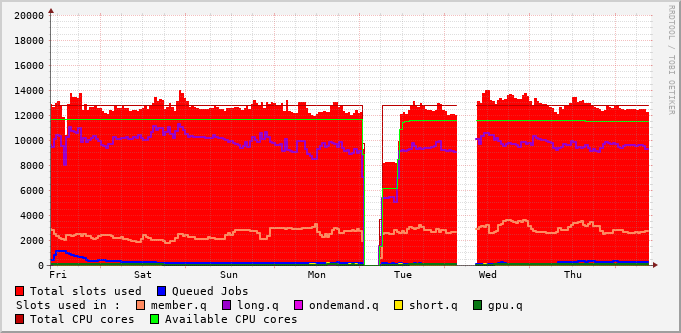 RRDTOOL / TOBI OETIKER
20000
18000
16000
14000
12000
10000
8000
6000
4000
2000
0
Fri Sat Sun Mon Tue Wed Thu
Total slots used Queued Jobs
Slots used in : member.q long.q ondemand.q short.q gpu.q
Total CPU cores Available CPU cores